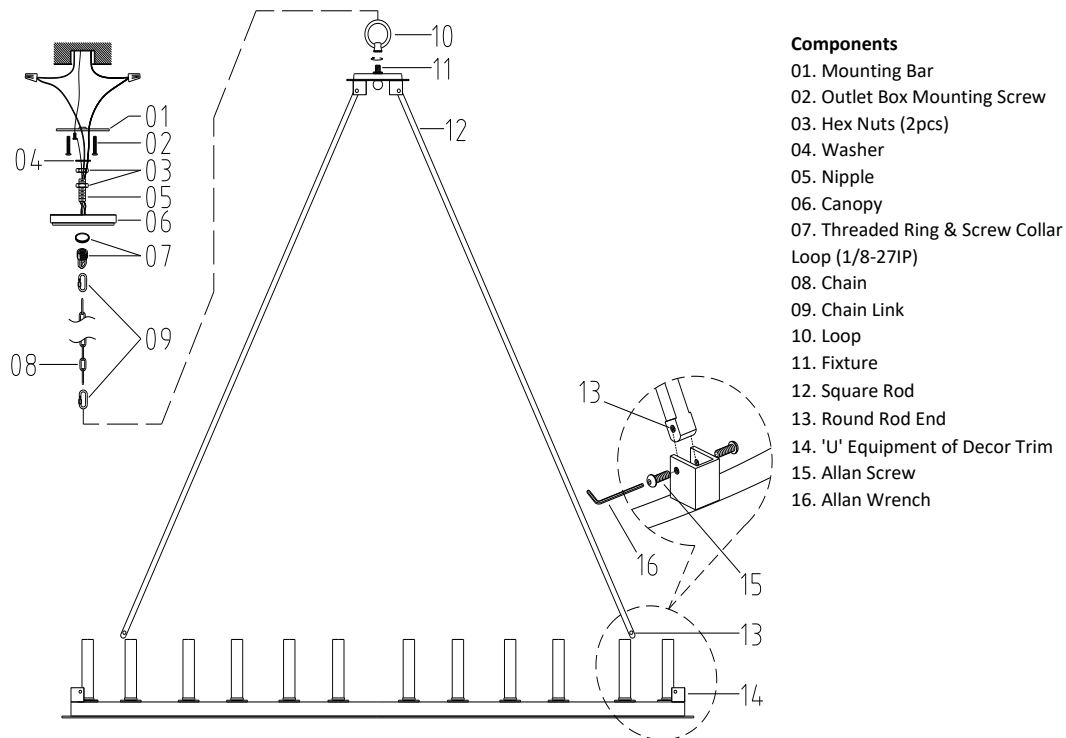 10
11
12
01
02
04
03
05
06
07
09
08
13
16
15
13
14
Components
01. Mounting Bar
02. Outlet Box Mounting Screw
03. Hex Nuts (2pcs)
04. Washer
05. Nipple
06. Canopy
07. Threaded Ring & Screw Collar
Loop (1/8-27IP)
08. Chain
09. Chain Link
10. Loop
11. Fixture
12. Square Rod
13. Round Rod End
14. 'U' Equipment of Decor Trim
15. Allan Screw
16. Allan Wrench